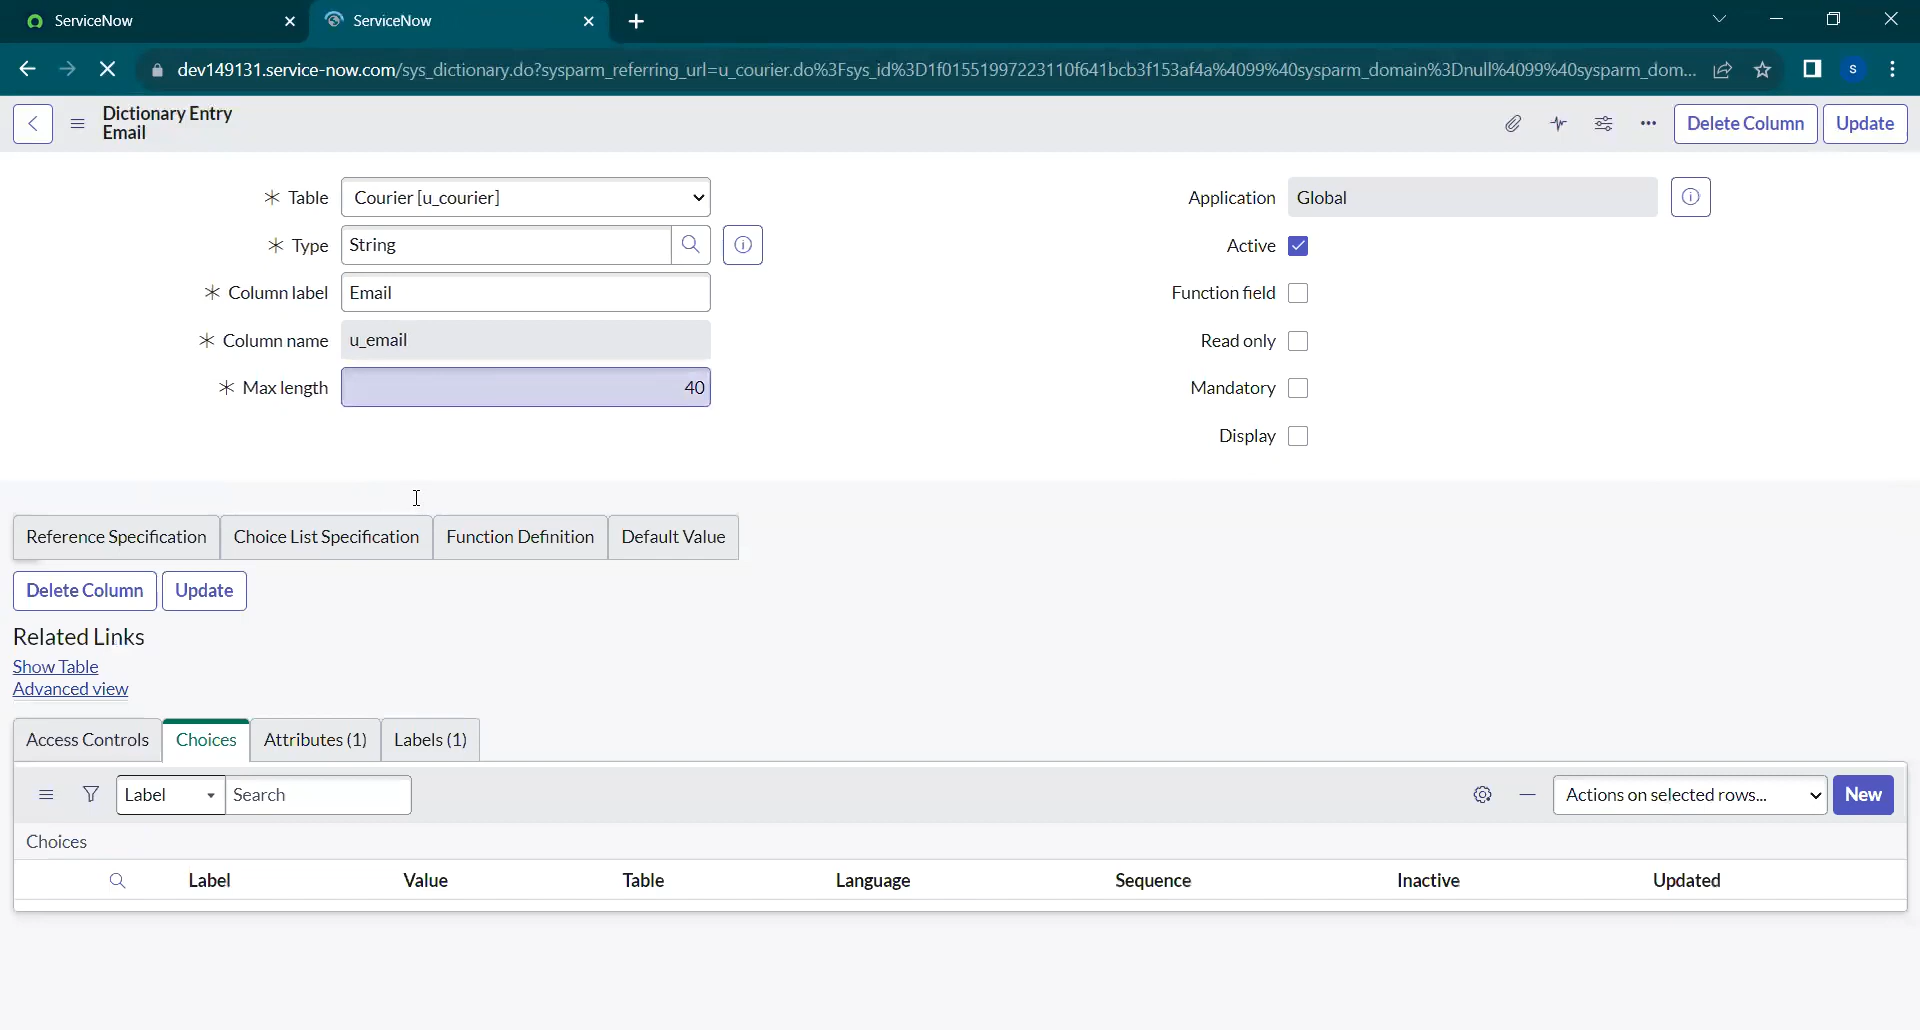 ServiceNow
ServiceNow
dev149131.service-now.com/sys_dictionary.do?sysparm_referring_url=u_courier.do%3Fsys_id%3D1f01551997223110f641bcb3f153af4a%4099%40sysparm_domain%3Dnull%4099%40sysparm_dom...
s
Dictionary Entry
Email
Delete Column
Update
Table
Courier [u_courier]
Application
Global
Type
String
Active
Column label
Email
Function field
Column name
u_email
Read only
Max length
40
Mandatory
Display
Reference Specification
Choice List Specification
Function Definition
Default Value
Delete Column
Update
Related Links
Show Table
Advanced view
Access Controls
Choices
Attributes (1)
Labels (1)
Label
Search
Actions on selected rows...
New
Choices
Label
Value
Table
Language
Sequence
Inactive
Updated